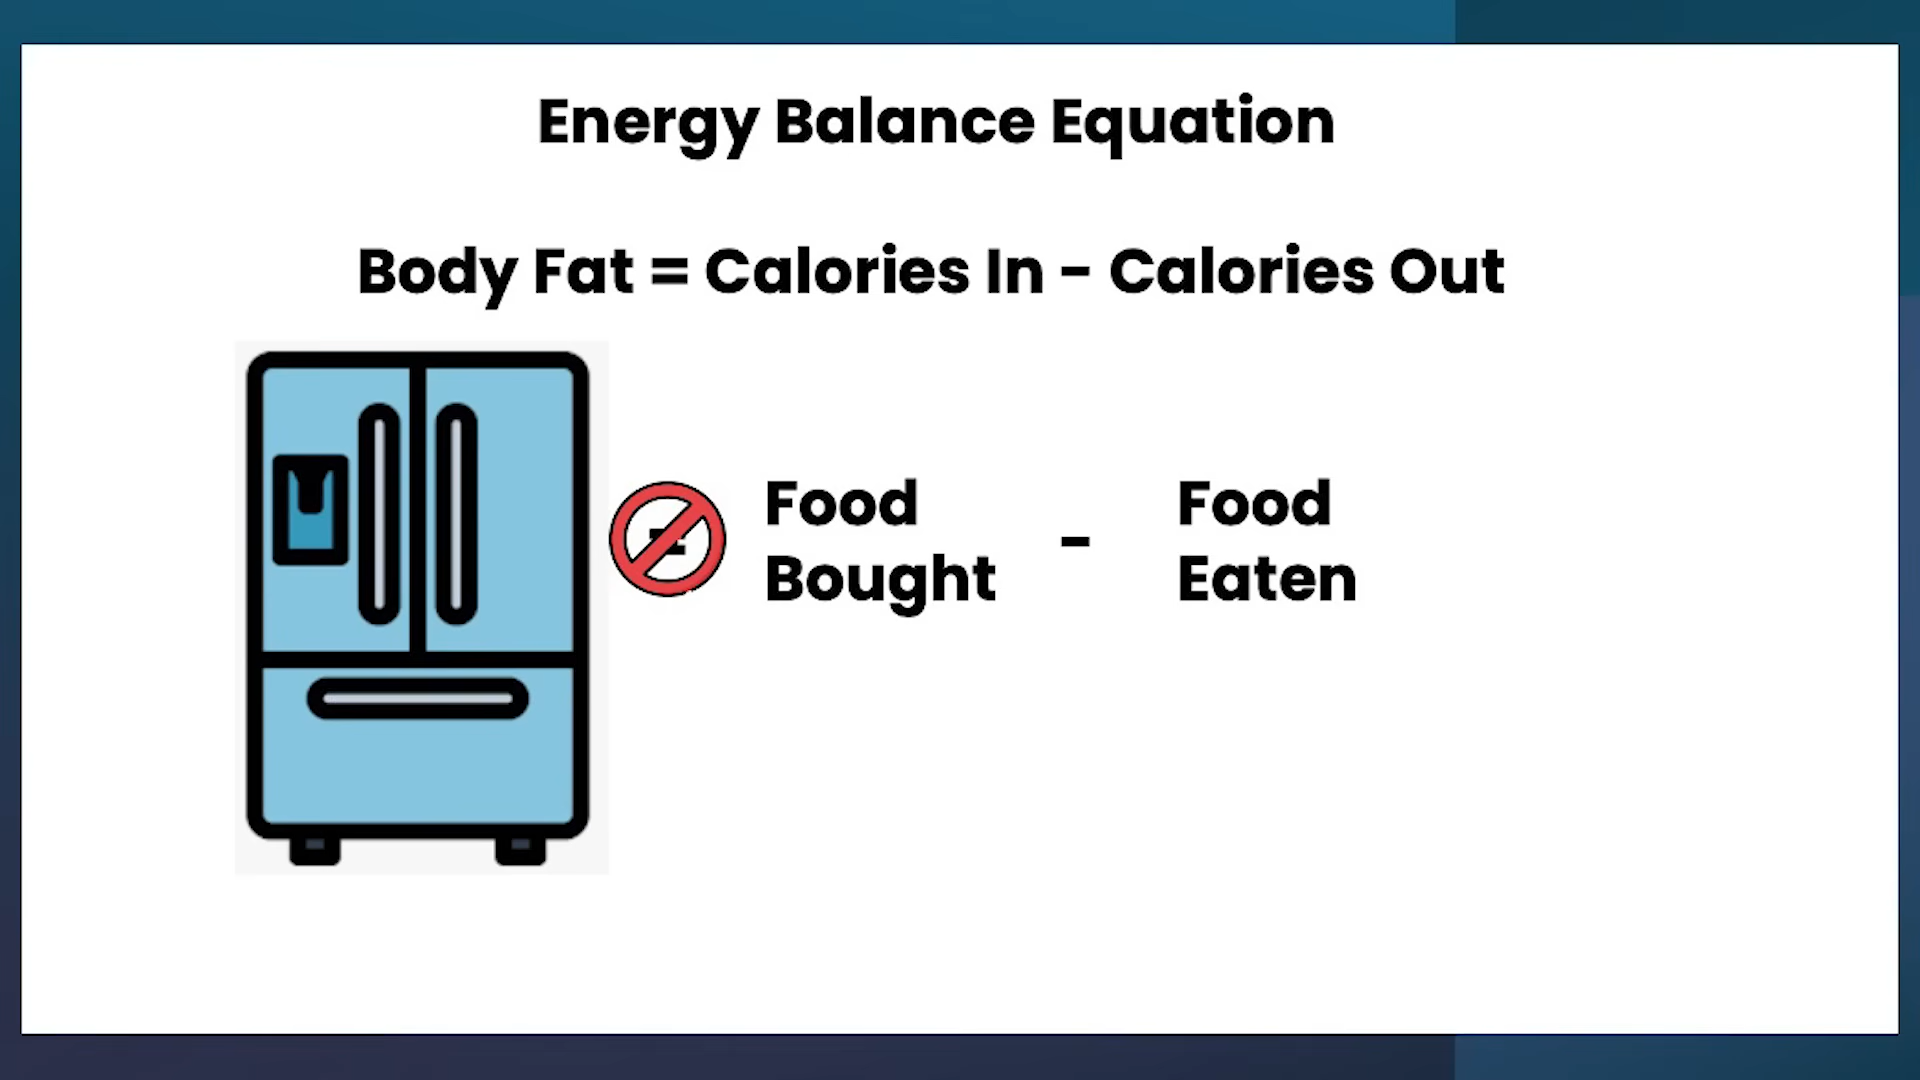 Energy Balance Equation
Body Fat = Calories In - Calories Out
=
Food
Bought
-
Food
Eaten